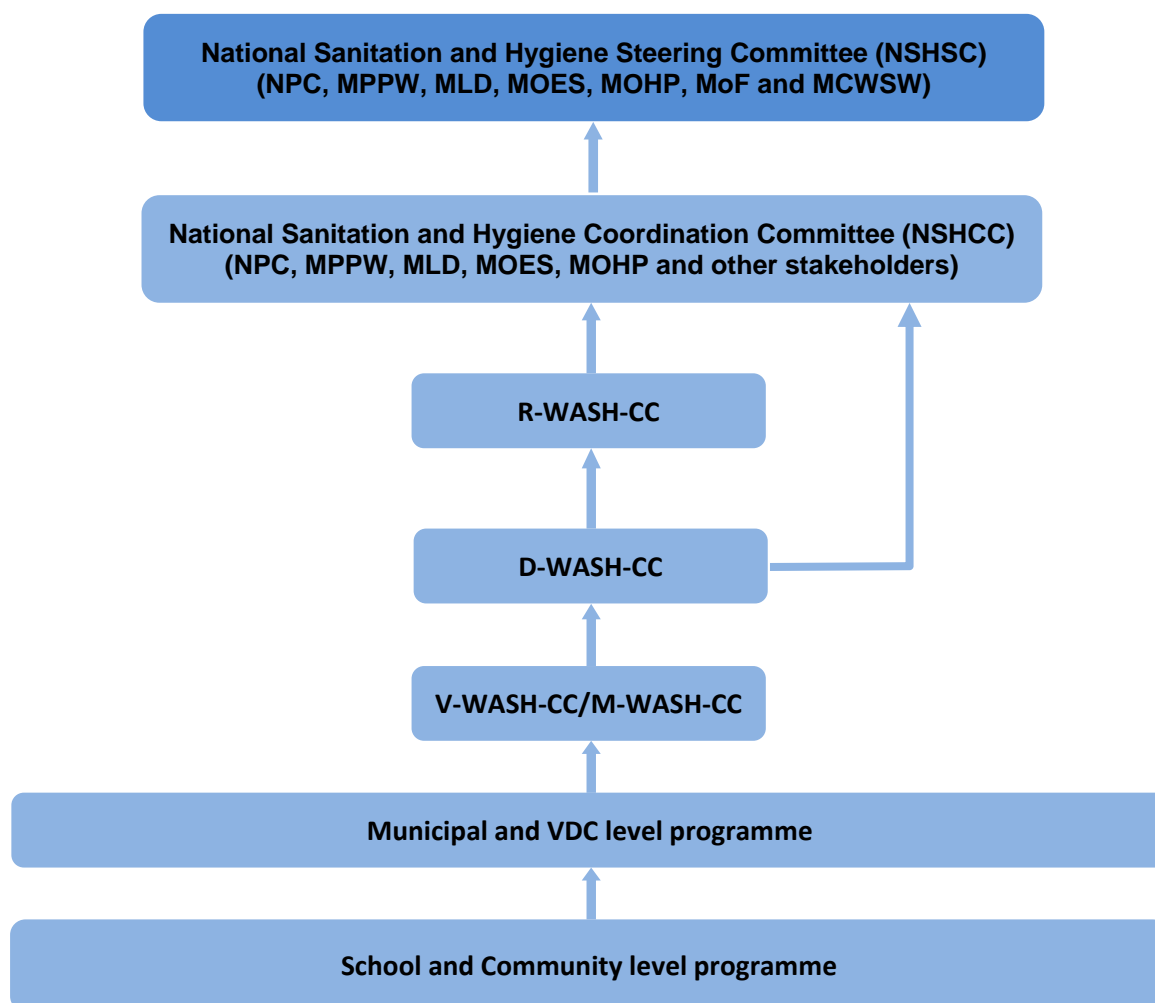 National Sanitation and Hygiene Steering Committee (NSHSC)
(NPC, MPPW, MLD, MOES, MOHP, MoF and MCWSW)
National Sanitation and Hygiene Coordination Committee (NSHCC)
(NPC, MPPW, MLD, MOES, MOHP and other stakeholders)
R-WASH-CC
D-WASH-CC
V-WASH-CC/M-WASH-CC
Municipal and VDC level programme
School and Community level programme